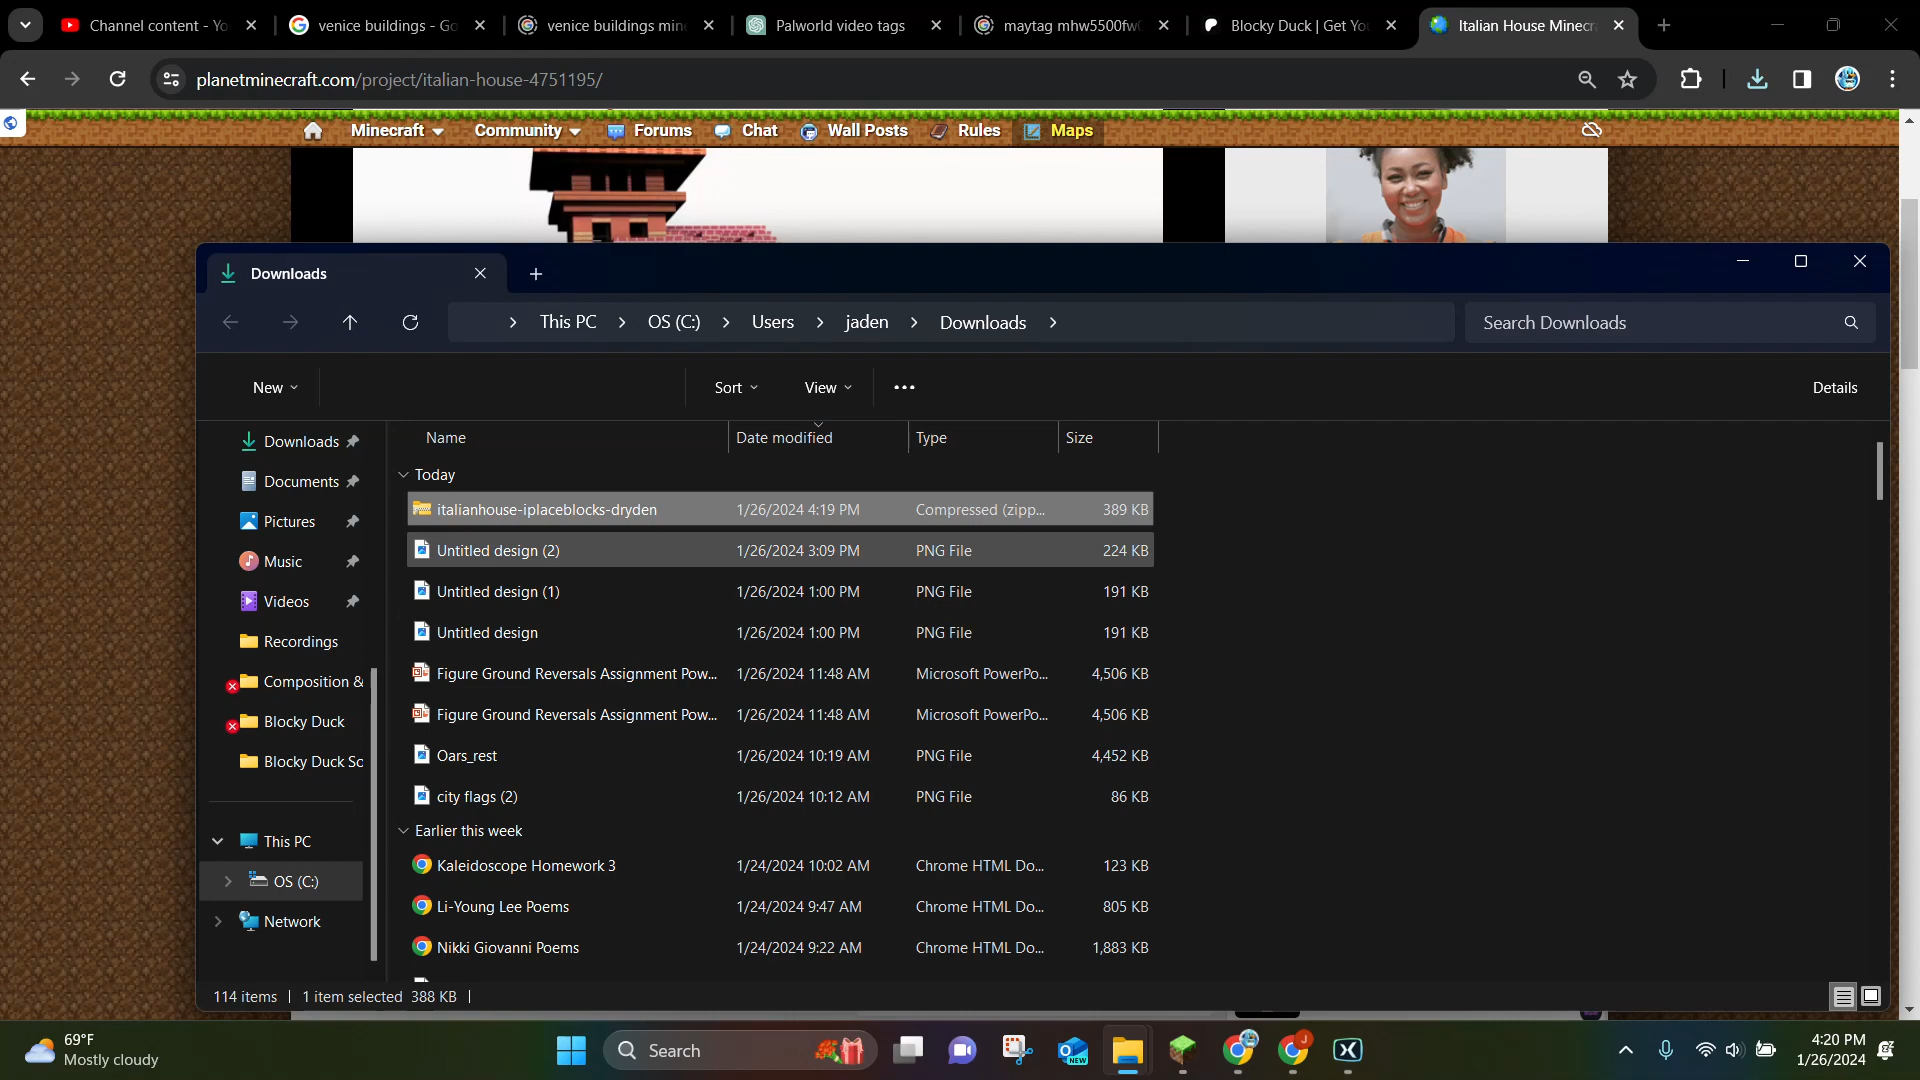 Channel content - Yo
venice buildings - Go
venice buildings mine
Palworld video tags
maytag mhw5500fw
Blocky Duck | Get Yo
Italian House Minecr
planetminecraft.com/project/italian-house-4751195/
Minecraft
Community
Forums
Chat
Wall Posts
Rules
Maps
Downloads
This PC
OS (C:)
Users
jaden
Downloads
Search Downloads
New
Sort
View
Details
Downloads
Documents
Pictures
Music
Videos
Recordings
Composition &
Blocky Duck
Blocky Duck So
This PC
OS (C:)
Network
Name Date modified Type Size
Today
italianhouse-iplaceblocks-dryden 1/26/2024 4:19 PM Compressed (zipp... 389 KB
Untitled design (2) 1/26/2024 3:09 PM PNG File 224 KB
Untitled design (1) 1/26/2024 1:00 PM PNG File 191 KB
Untitled design 1/26/2024 1:00 PM PNG File 191 KB
Figure Ground Reversals Assignment Pow... 1/26/2024 11:48 AM Microsoft PowerPo... 4,506 KB
Figure Ground Reversals Assignment Pow... 1/26/2024 11:48 AM Microsoft PowerPo... 4,506 KB
Oars_rest 1/26/2024 10:19 AM PNG File 4,452 KB
city flags (2) 1/26/2024 10:12 AM PNG File 86 KB
Earlier this week
Kaleidoscope Homework 3 1/24/2024 10:02 AM Chrome HTML Do... 123 KB
Li-Young Lee Poems 1/24/2024 9:47 AM Chrome HTML Do... 805 KB
Nikki Giovanni Poems 1/24/2024 9:22 AM Chrome HTML Do... 1,883 KB
114 items 1 item selected 388 KB
69°F
Mostly cloudy
Search
NEW
J
4:20 PM
1/26/2024